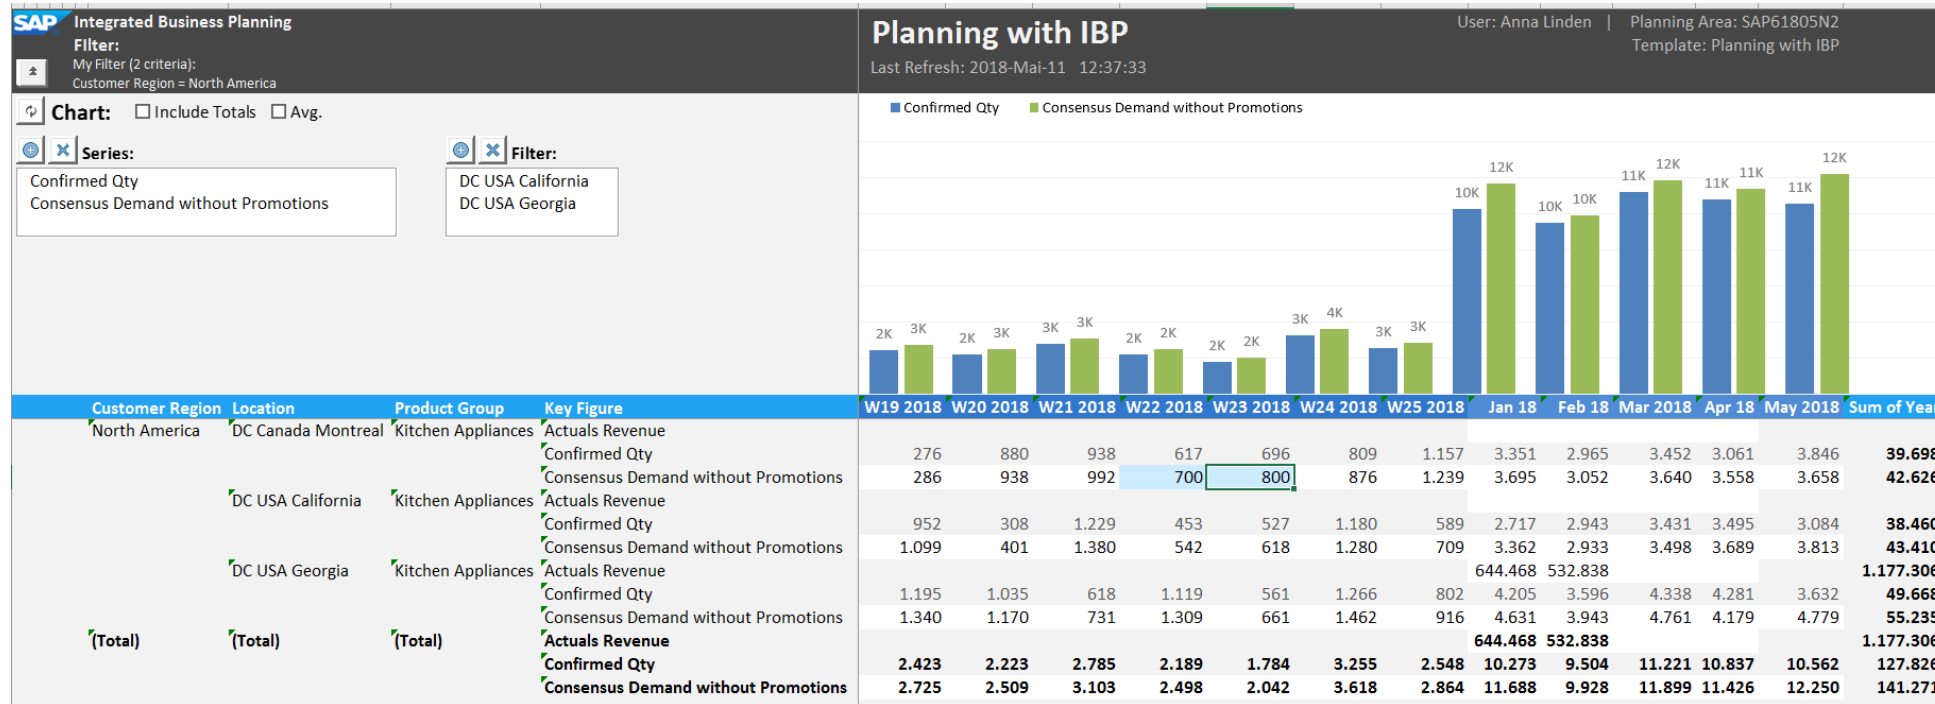 SAP Integrated Business Planning
FIlter:
My Filter (2 criteria):
Customer Region = North America
Planning with IBP
Last Refresh: 2018-Mai-11 12:37:33
User: Anna Linden | Planning Area: SAP61805N2
Template: Planning with IBP
Chart: Include Totals Avg.
Series:
Confirmed Qty
Consensus Demand without Promotions
Filter:
DC USA California
DC USA Georgia
Confirmed Qty Consensus Demand without Promotions
2K 3K 2K 3K 3K 3K 2K 2K 2K 2K 3K 4K 3K 3K 10K 12K 10K 10K 11K 12K 11K 11K 11K 12K
Customer Region Location Product Group Key Figure W19 2018 W20 2018 W21 2018 W22 2018 W23 2018 W24 2018 W25 2018 Jan 18 Feb 18 Mar 2018 Apr 18 May 2018 Sum of Year
North America DC Canada Montreal Kitchen Appliances Actuals Revenue
Confirmed Qty 276 880 938 617 696 809 1.157 3.351 2.965 3.452 3.061 3.846 39.698
Consensus Demand without Promotions 286 938 992 700 800 876 1.239 3.695 3.052 3.640 3.558 3.658 42.626
DC USA California Kitchen Appliances Actuals Revenue
Confirmed Qty 952 308 1.229 453 527 1.180 589 2.717 2.943 3.431 3.495 3.084 38.460
Consensus Demand without Promotions 1.099 401 1.380 542 618 1.280 709 3.362 2.933 3.498 3.689 3.813 43.410
DC USA Georgia Kitchen Appliances Actuals Revenue 644.468 532.838 1.177.306
Confirmed Qty 1.195 1.035 618 1.119 561 1.266 802 4.205 3.596 4.338 4.281 3.632 49.668
Consensus Demand without Promotions 1.340 1.170 731 1.309 661 1.462 916 4.631 3.943 4.761 4.179 4.779 55.235
(Total) (Total) (Total) Actuals Revenue 644.468 532.838 1.177.306
Confirmed Qty 2.423 2.223 2.785 2.189 1.784 3.255 2.548 10.273 9.504 11.221 10.837 10.562 127.826
Consensus Demand without Promotions 2.725 2.509 3.103 2.498 2.042 3.618 2.864 11.688 9.928 11.899 11.426 12.250 141.271